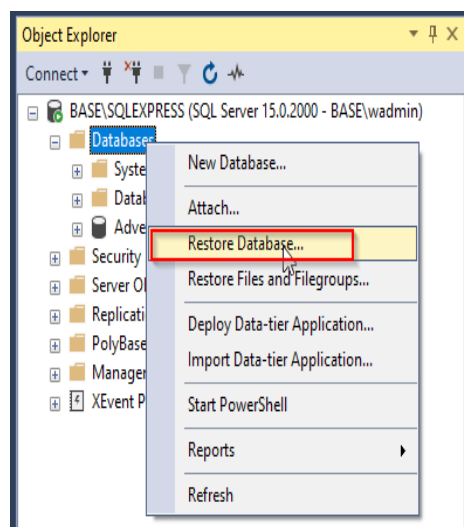 Object Explorer
Connect
BASE\SQLEXPRESS (SQL Server 15.0.2000 - BASE\wadmin)
Databases
Syste
Datab
Adve
Security
Server Ol
Replicati
PolyBase
Manager
XEvent P
New Database...
Attach...
Restore Database...
Restore Files and Filegroups...
Deploy Data-tier Application...
Import Data-tier Application...
Start PowerShell
Reports
Refresh